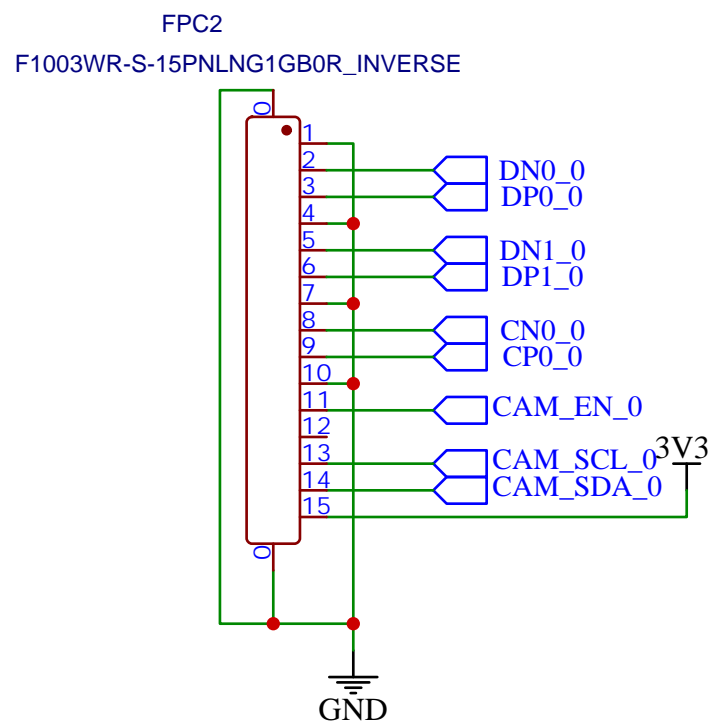 FPC2
F1003WR-S-15PNLNG1GB0R_INVERSE
0
1
2 DN0_0
3 DP0_0
4
5 DN1_0
6 DP1_0
7
8 CN0_0
9 CP0_0
10
11 CAM_EN_0
12
13 CAM_SCL_0 3V3
14 CAM_SDA_0
15
0
GND